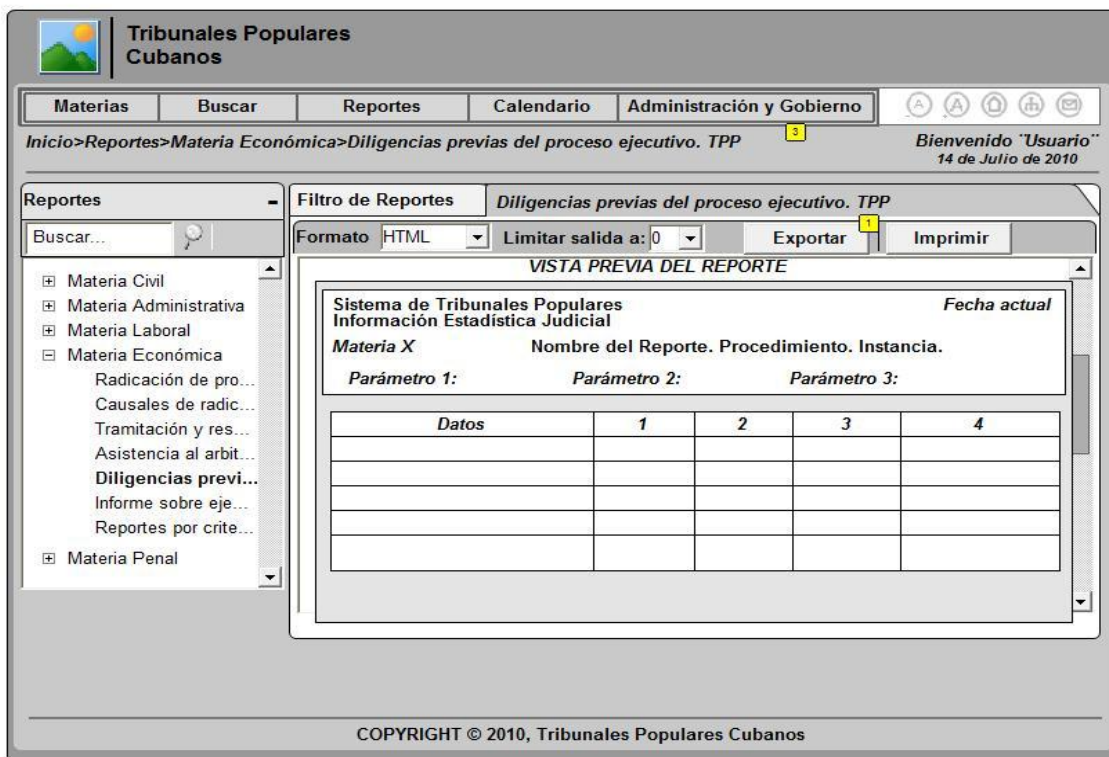 Tribunales Populares
Cubanos
Materias Buscar Reportes Calendario Administración y Gobierno
3
Inicio>Reportes>Materia Económica>Diligencias previas del proceso ejecutivo. TPP
Bienvenido ¨Usuario¨
14 de Julio de 2010
Reportes
Buscar...
Materia Civil
Materia Administrativa
Materia Laboral
Materia Económica
Radicación de pro...
Causales de radic...
Tramitación y res...
Asistencia al arbit...
Diligencias previ...
Informe sobre eje...
Reportes por crite...
Materia Penal
Filtro de Reportes Diligencias previas del proceso ejecutivo. TPP
1
Formato HTML Limitar salida a: 0 Exportar Imprimir
VISTA PREVIA DEL REPORTE
Sistema de Tribunales Populares Fecha actual
Información Estadística Judicial
Materia X Nombre del Reporte. Procedimiento. Instancia.
Parámetro 1: Parámetro 2: Parámetro 3:
Datos 1 2 3 4
COPYRIGHT © 2010, Tribunales Populares Cubanos